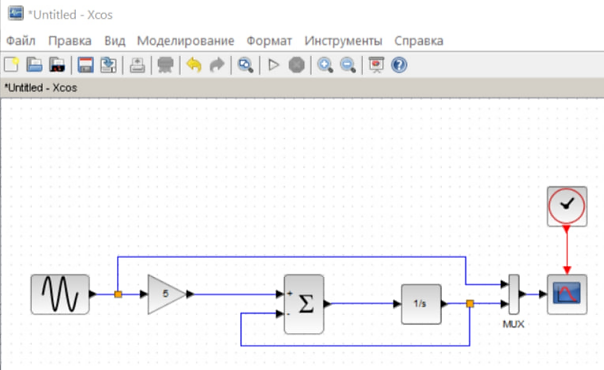 *Untitled - Xcos
Файл Правка Вид Моделирование Формат Инструменты Справка
*Untitled - Xcos
5
+
-
Σ
1/s
MUX